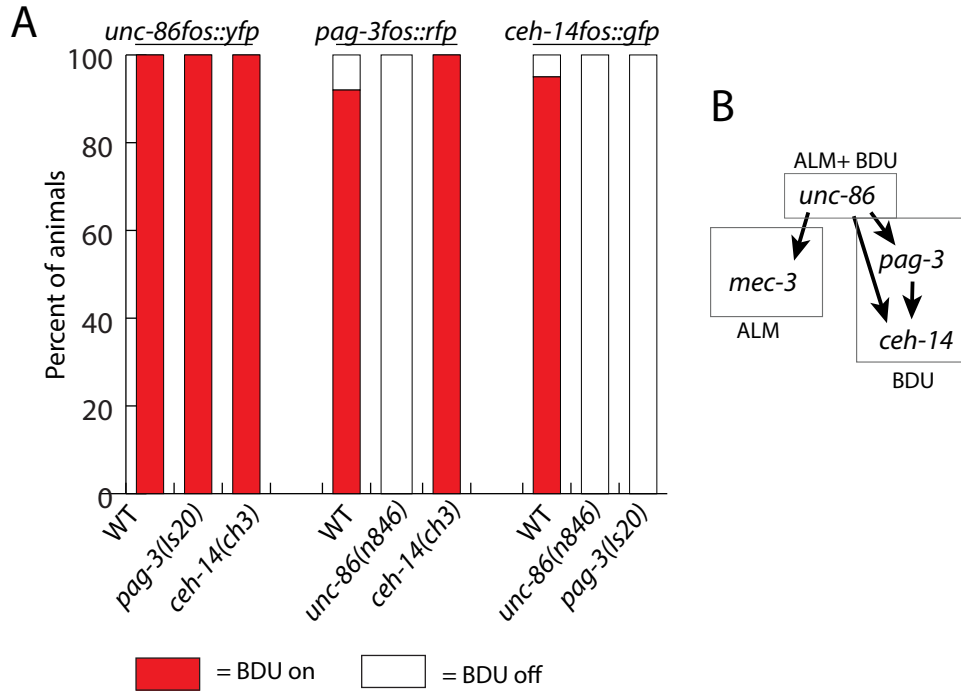 A
unc-86fos::yfp pag-3fos::rfp ceh-14fos::gfp
Percent of animals
100
80
60
40
20
0
WT pag-3(ls20) ceh-14(ch3) WT unc-86(n846) ceh-14(ch3) WT unc-86(n846) pag-3(ls20)
= BDU on = BDU off
B
ALM+ BDU
unc-86
pag-3
mec-3
ceh-14
ALM
BDU